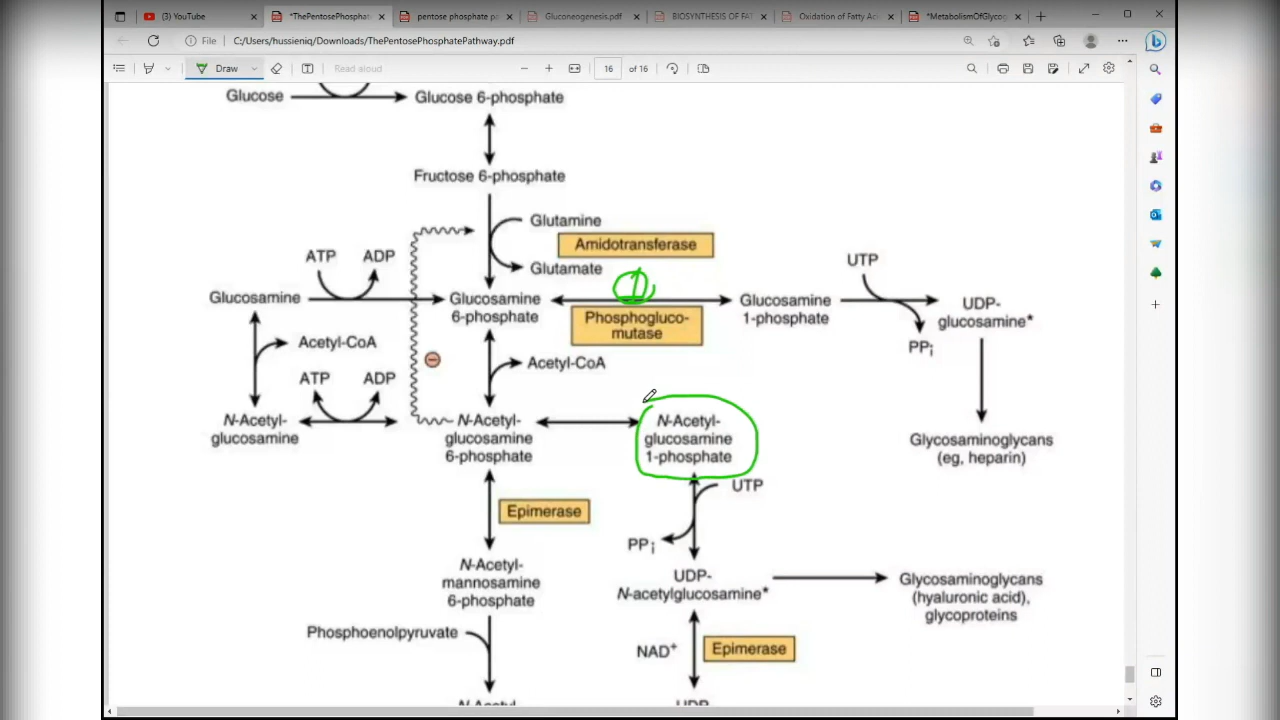 (3) YouTube
*ThePentosePhosphat
pentose phosphate pa
Gluconeogenesis.pdf
BIOSYNTHESIS OF FAT
Oxidation of Fatty Aci
*MetabolismOfGlycog
File
C:/Users/hussieniq/Downloads/ThePentosePhosphatePathway.pdf
Draw
Read aloud
16
of 16
Glucose
Glucose 6-phosphate
Fructose 6-phosphate
Glutamine
Amidotransferase
Glutamate
ATP
ADP
UTP
1
Glucosamine
Glucosamine
6-phosphate
Phosphogluco-
mutase
Glucosamine
1-phosphate
UDP-
glucosamine*
PPi
Acetyl-CoA
Acetyl-CoA
ATP
ADP
N-Acetyl-
glucosamine
N-Acetyl-
glucosamine
6-phosphate
N-Acetyl-
glucosamine
1-phosphate
Glycosaminoglycans
(eg, heparin)
UTP
Epimerase
PPi
N-Acetyl-
mannosamine
6-phosphate
UDP-
N-acetylglucosamine*
Glycosaminoglycans
(hyaluronic acid),
glycoproteins
Phosphoenolpyruvate
NAD+
Epimerase
N-Acetyl
UDP